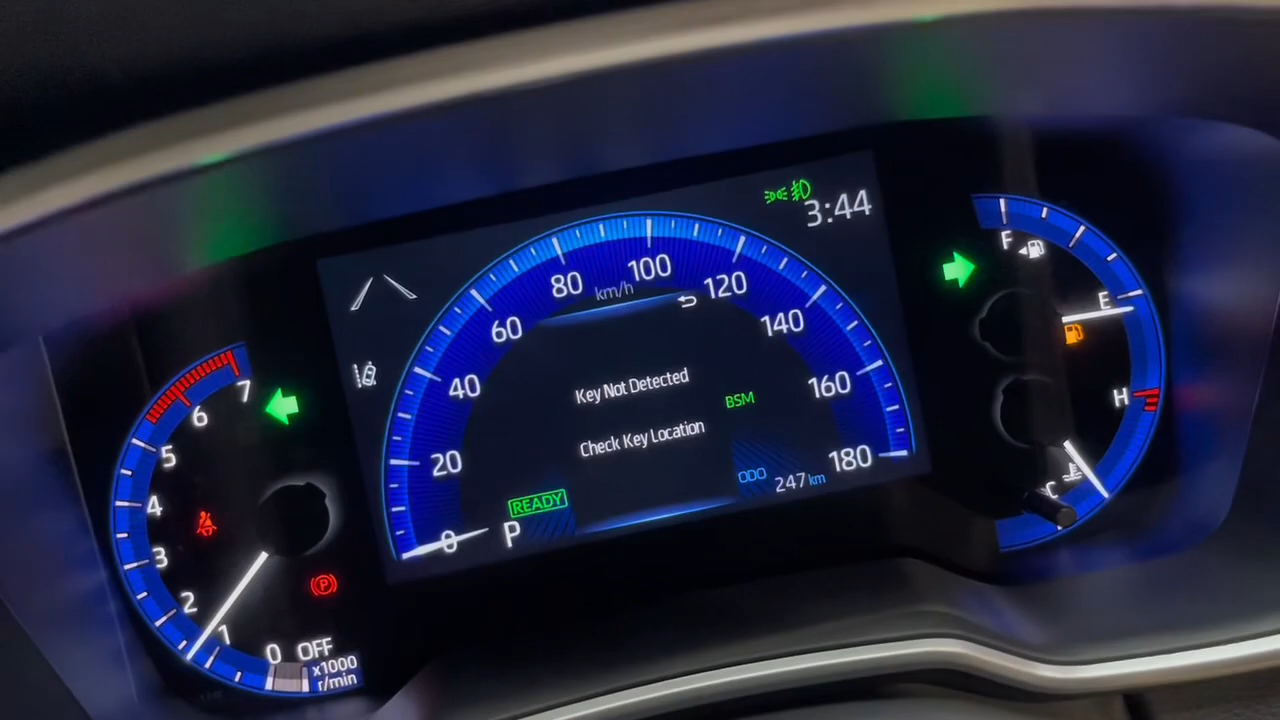 3:44
80
100
km/h
120
60
140
40
160
20
180
0
Key Not Detected
Check Key Location
BSM
READY
P
ODO 247 km
7
6
5
4
3
2
1
0
OFF
x1000
r/min
P
F
E
H
C